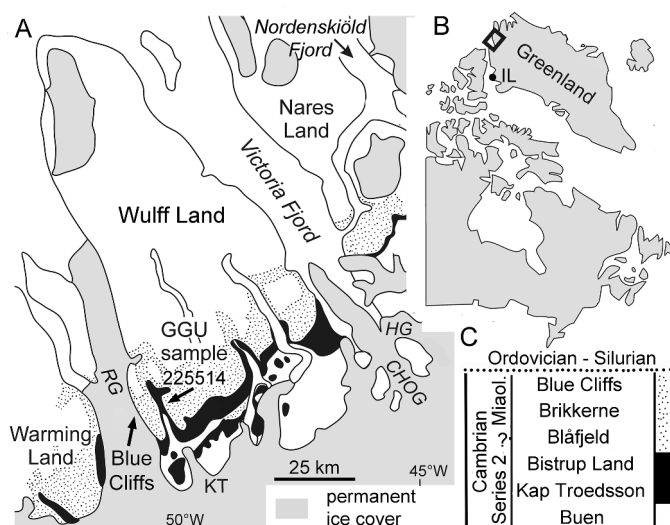 A
Nordenskiöld
Fjord
Nares
Land
Victoria Fjord
Wulff Land
GGU
sample
225514
RG
HG
CHOG
Warming
Land
Blue
Cliffs
KT
25 km
45°W
50°W
permanent
ice cover
B
IL
Greenland
C
Ordovician - Silurian
Cambrian
Series 2 -?- Miaol.
Blue Cliffs
Brikkerne
Blåfjeld
Bistrup Land
Kap Troedsson
Buen